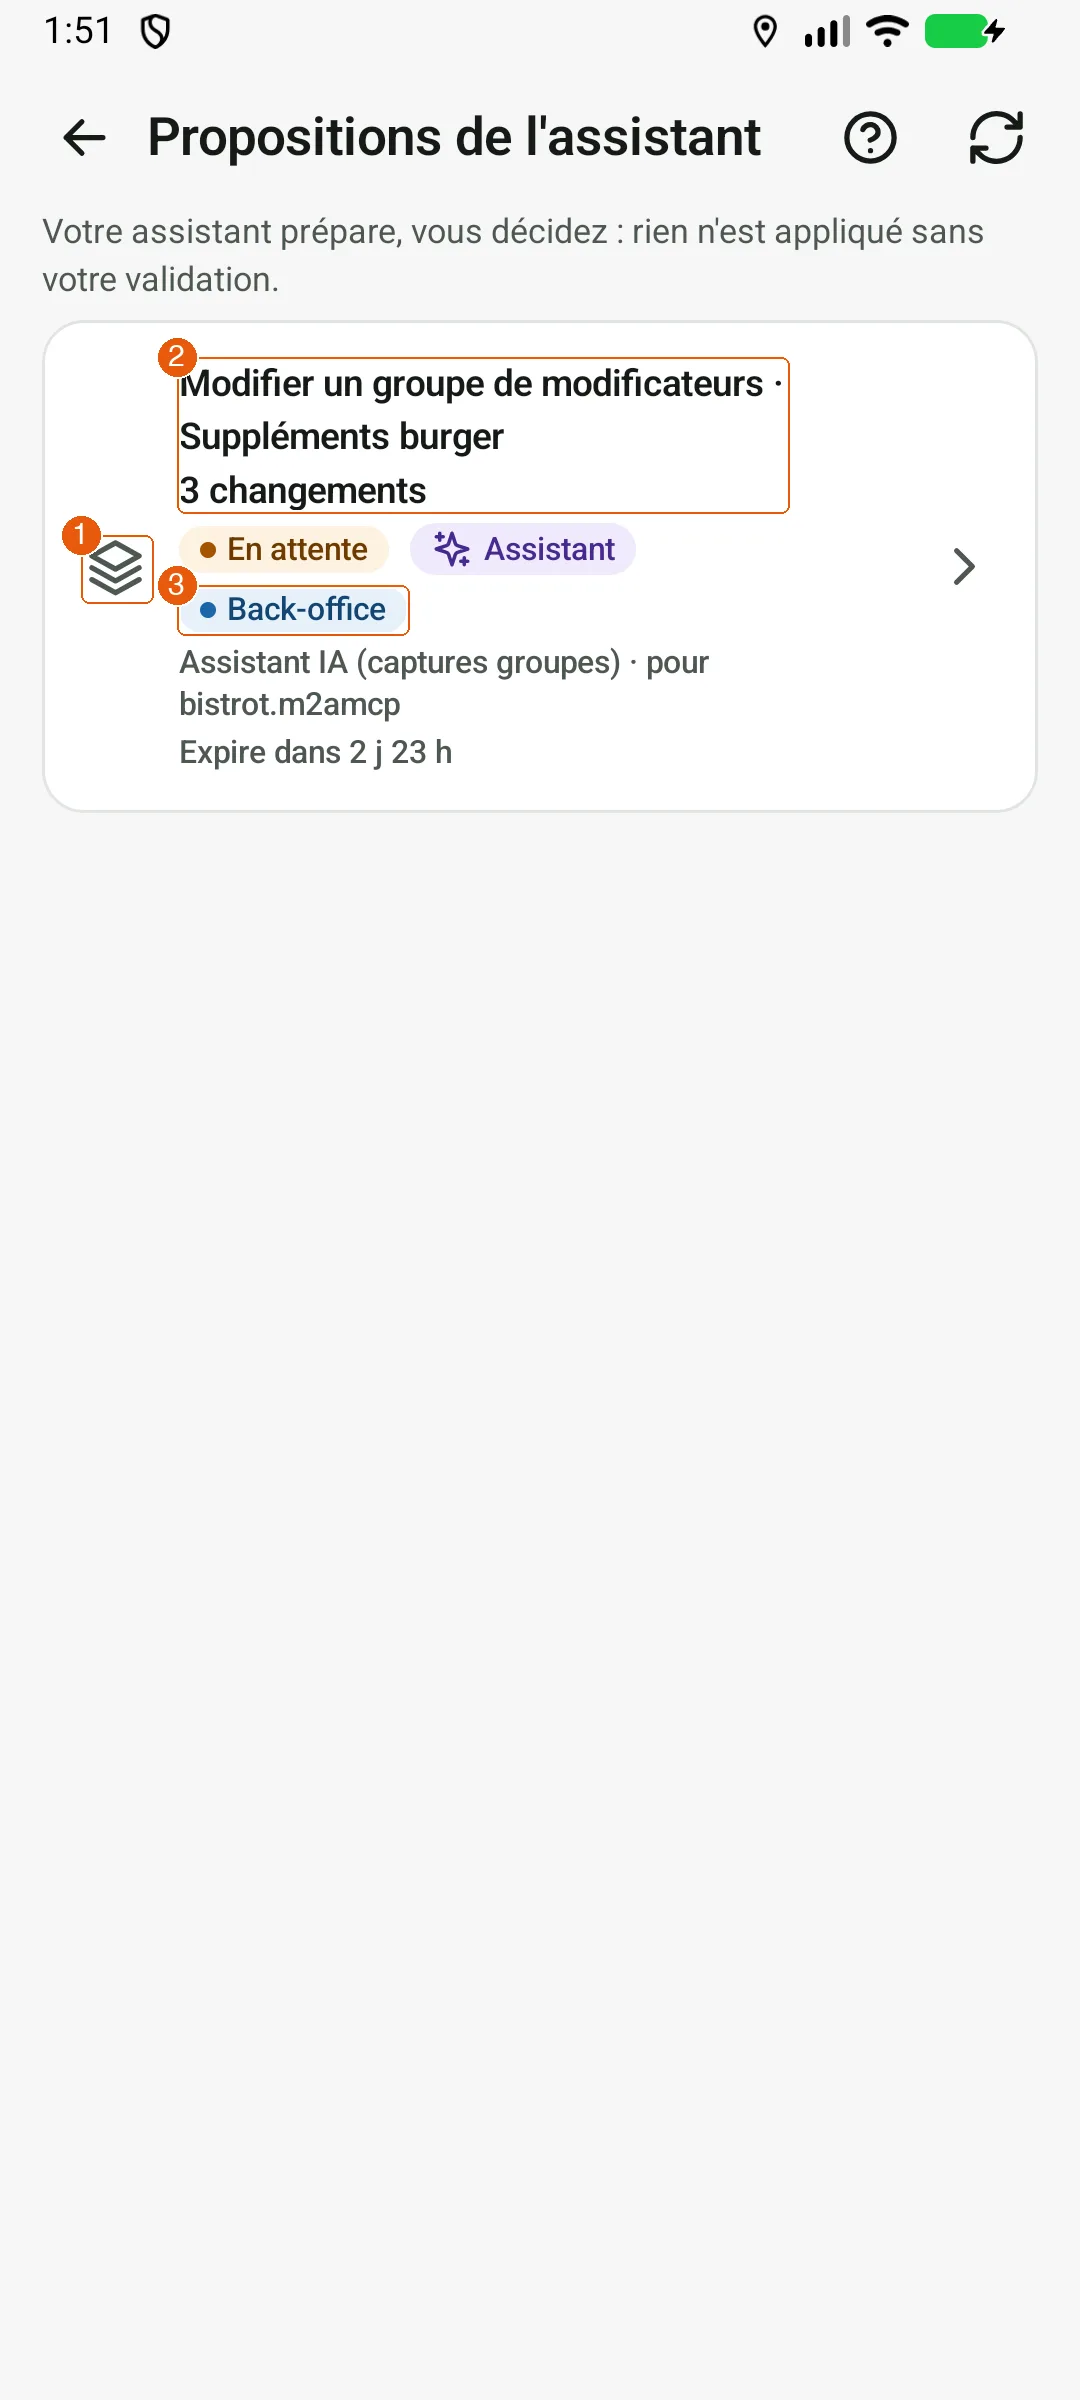 1:51
Propositions de l'assistant
Votre assistant prépare, vous décidez : rien n'est appliqué sans
votre validation.
2
Modifier un groupe de modificateurs ·
Suppléments burger
3 changements
1
En attente
Assistant
3
Back-office
Assistant IA (captures groupes) · pour
bistrot.m2amcp
Expire dans 2 j 23 h